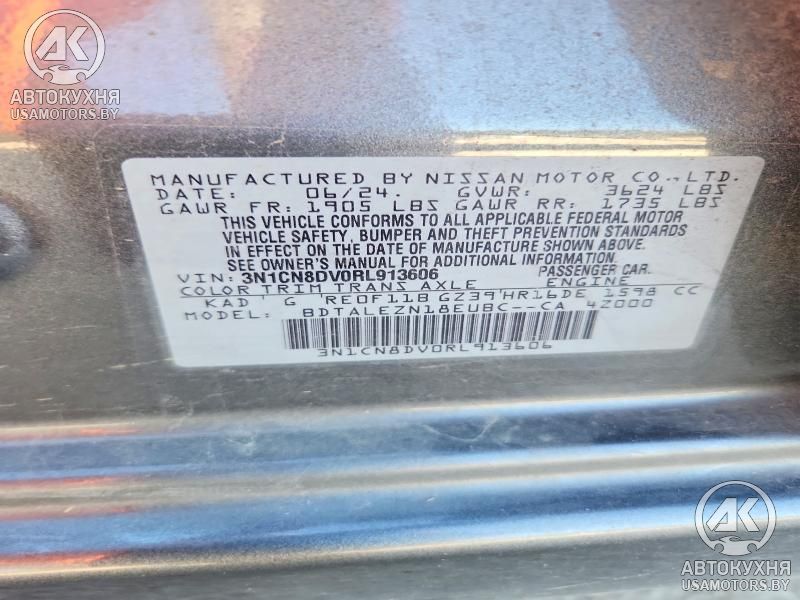 AK
АВТОКУХНЯ
USAMOTORS.BY
MANUFACTURED BY NISSAN MOTOR CO.,LTD.
DATE: 06/24. GVWR: 3624 LBS
GAWR FR: 1905 LBS GAWR RR: 1735 LBS
THIS VEHICLE CONFORMS TO ALL APPLICABLE FEDERAL MOTOR
VEHICLE SAFETY, BUMPER AND THEFT PREVENTION STANDARDS
IN EFFECT ON THE DATE OF MANUFACTURE SHOWN ABOVE.
SEE OWNER'S MANUAL FOR ADDITIONAL INFORMATION.
VIN: 3N1CN8DV0RL913606 PASSENGER CAR.
COLOR TRIM TRANS AXLE ENGINE
KAD G RE0F11B GZ39 HR16DE 1598 CC
MODEL: BDTALEZN18EUBC--CA 4Z000
3N1CN8DV0RL913606
AK
АВТОКУХНЯ
USAMOTORS.BY